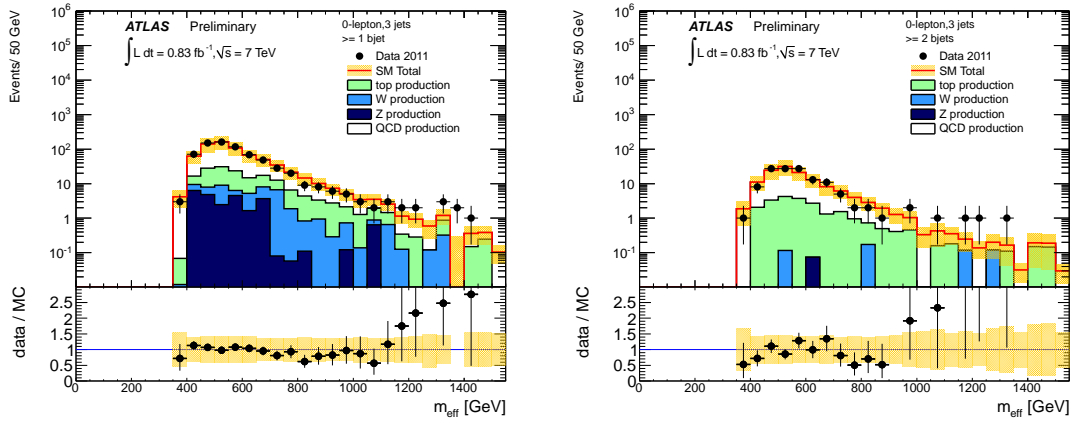 ATLAS Preliminary
∫ L dt = 0.83 fb⁻¹, √s = 7 TeV
0-lepton,3 jets
>= 1 bjet
Data 2011
SM Total
top production
W production
Z production
QCD production
Events/ 50 GeV
10⁶
10⁵
10⁴
10³
10²
10
1
10⁻¹
data / MC
2.5
2
1.5
1
0.5
0
0 200 400 600 800 1000 1200 1400
m_eff [GeV]
ATLAS Preliminary
∫ L dt = 0.83 fb⁻¹, √s = 7 TeV
0-lepton,3 jets
>= 2 bjets
Data 2011
SM Total
top production
W production
Z production
QCD production
Events/ 50 GeV
10⁶
10⁵
10⁴
10³
10²
10
1
10⁻¹
data / MC
2.5
2
1.5
1
0.5
0
0 200 400 600 800 1000 1200 1400
m_eff [GeV]